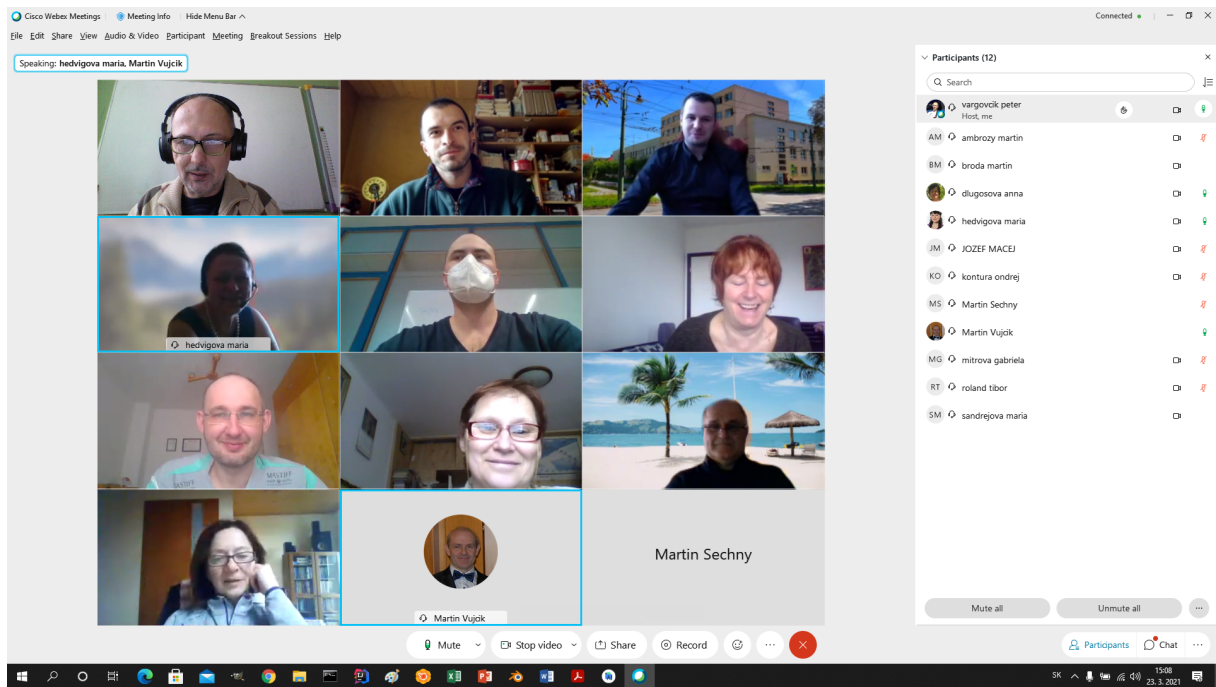 Cisco Webex Meetings Meeting Info Hide Menu Bar
Connected
File Edit Share View Audio & Video Participant Meeting Breakout Sessions Help
Speaking: hedvigova maria, Martin Vujcik
hedvigova maria
MASTIFF
MASTIFF
Martin Vujcik
Martin Sechny
Participants (12)
Search
vargovcik peter
Host, me
AM ambrozy martin
BM broda martin
dlugosova anna
hedvigova maria
JM JOZEF MACEJ
KO kontura ondrej
MS Martin Sechny
Martin Vujcik
MG mitrova gabriela
RT roland tibor
SM sandrejova maria
Mute all Unmute all
Mute Stop video Share Record
Participants Chat
SK 15:08
23. 3. 2021